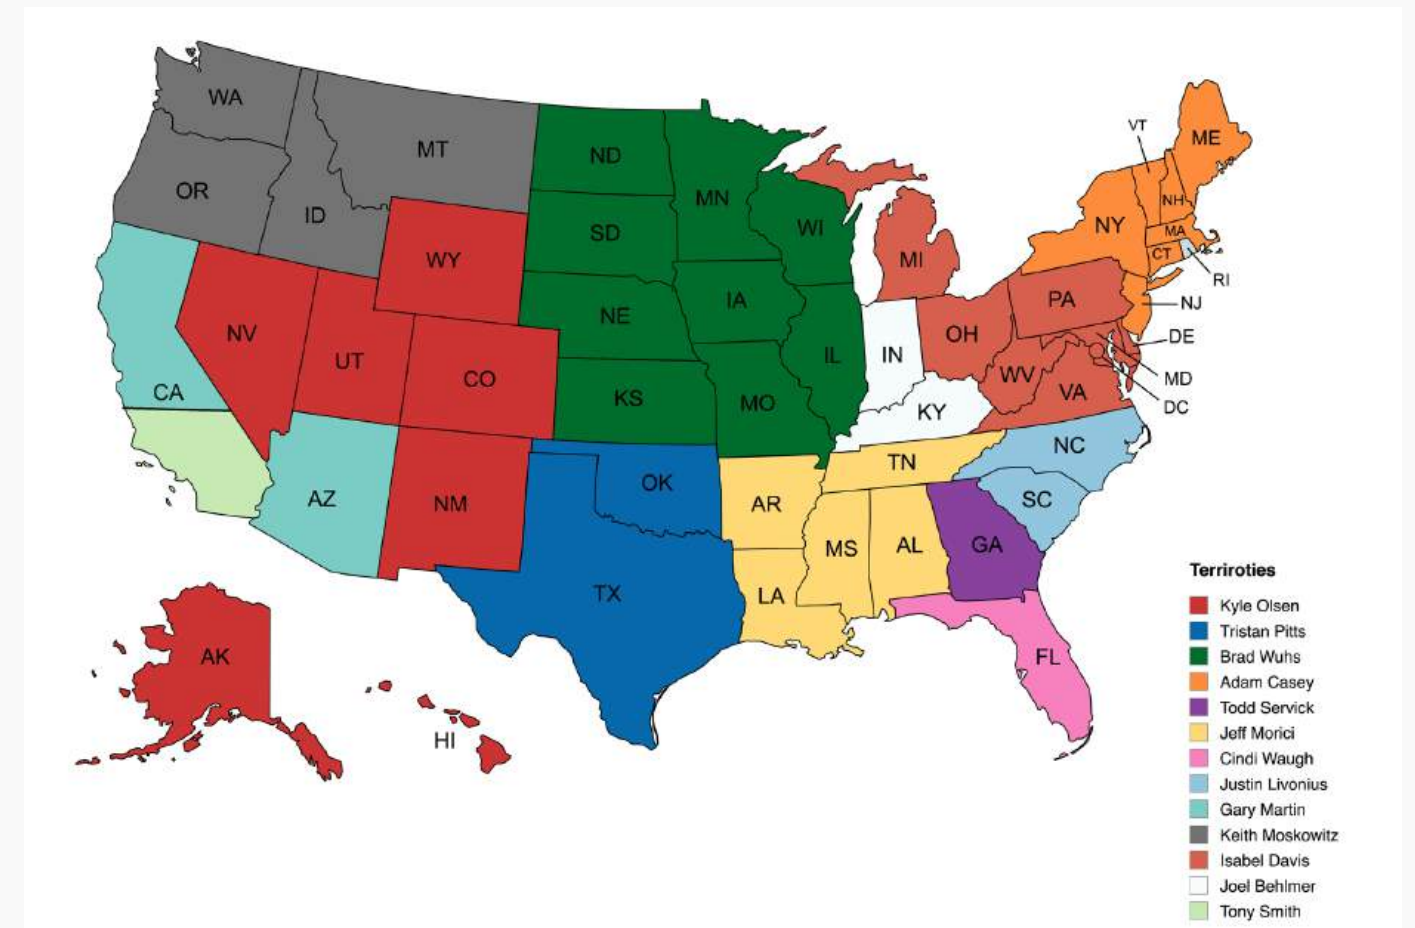 WA
MT
ND
MN
VT
ME
OR
ID
SD
WI
NY
NH
MA
CT
RI
WY
MI
NV
UT
CO
NE
IA
PA
NJ
DE
MD
DC
CA
KS
MO
IL
IN
OH
WV
VA
KY
AZ
NM
OK
AR
TN
NC
SC
TX
LA
MS
AL
GA
FL
AK
HI
Terriroties
Kyle Olsen
Tristan Pitts
Brad Wuhs
Adam Casey
Todd Servick
Jeff Morici
Cindi Waugh
Justin Livonius
Gary Martin
Keith Moskowitz
Isabel Davis
Joel Behlmer
Tony Smith